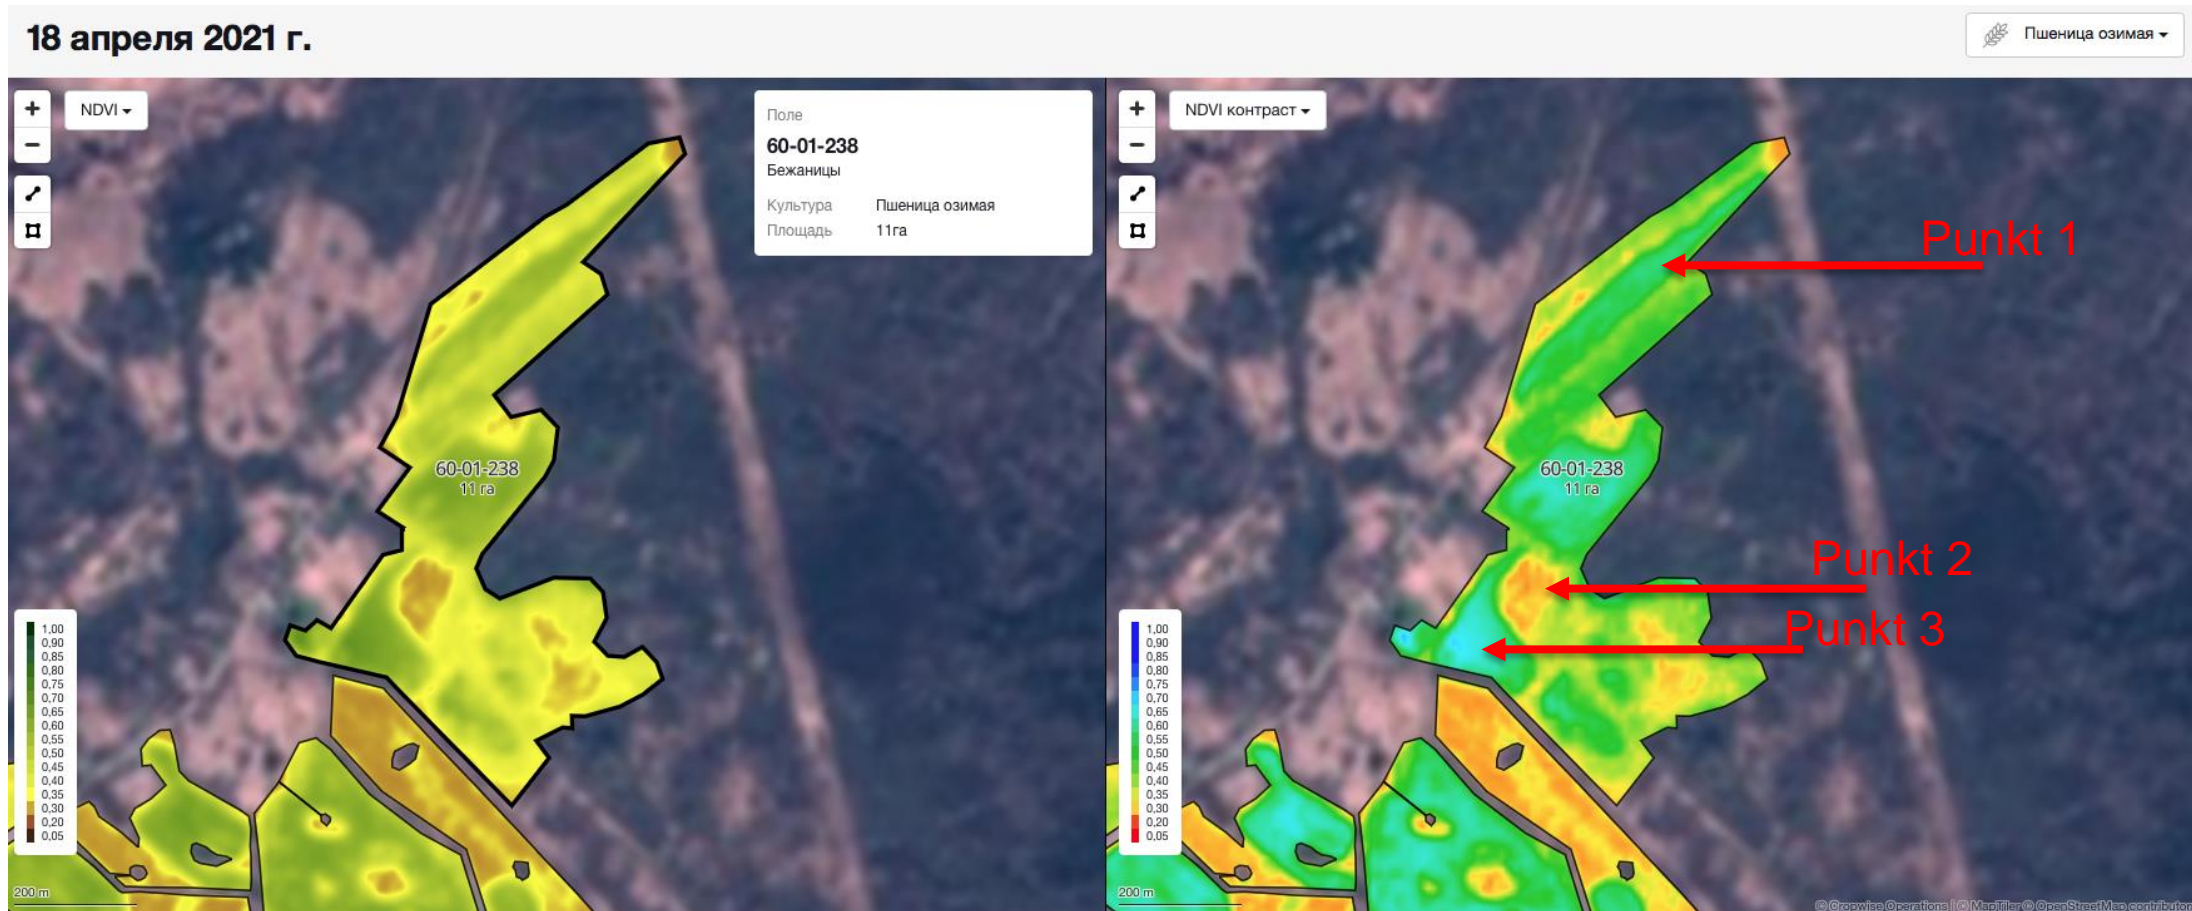 18 апреля 2021 г.
Пшеница озимая
NDVI
Поле
60-01-238
Бежаницы
Культура Пшеница озимая
Площадь 11га
60-01-238
11 га
1,00
0,90
0,85
0,80
0,75
0,70
0,65
0,60
0,55
0,50
0,45
0,40
0,35
0,30
0,20
0,05
200 m
NDVI контраст
Punkt 1
60-01-238
11 га
Punkt 2
Punkt 3
1,00
0,90
0,85
0,80
0,75
0,70
0,65
0,60
0,55
0,50
0,45
0,40
0,35
0,30
0,20
0,05
200 m
© Cropwise Operations | © MapTiler © OpenStreetMap contributor